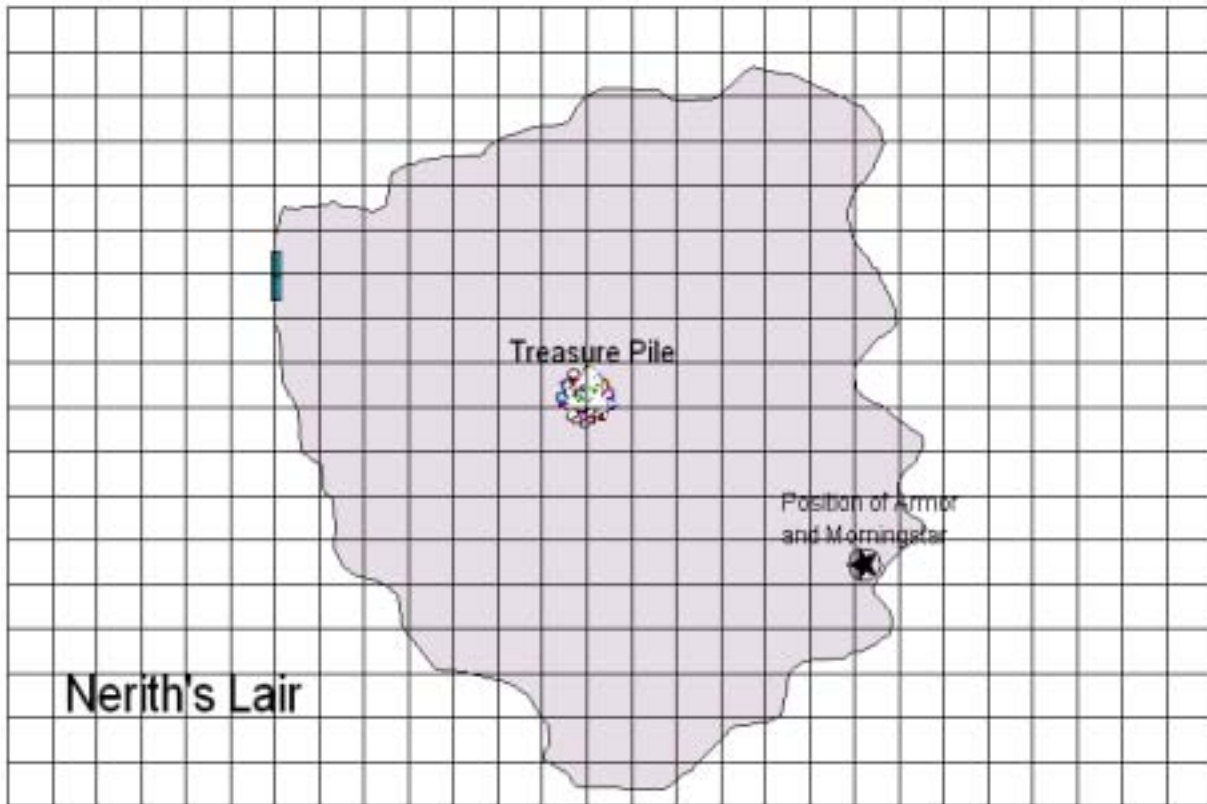 Treasure Pile
Position of Armor
and Morningstar
Nerith's Lair